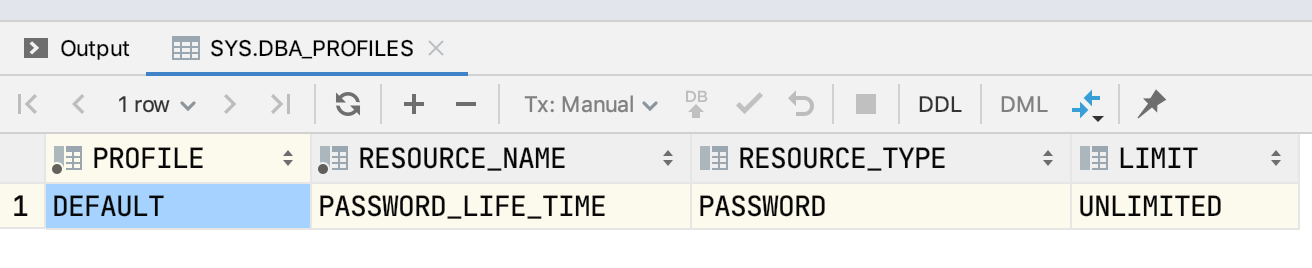 Output SYS.DBA_PROFILES
1 row Tx: Manual DB DDL DML
PROFILE RESOURCE_NAME RESOURCE_TYPE LIMIT
1 DEFAULT PASSWORD_LIFE_TIME PASSWORD UNLIMITED